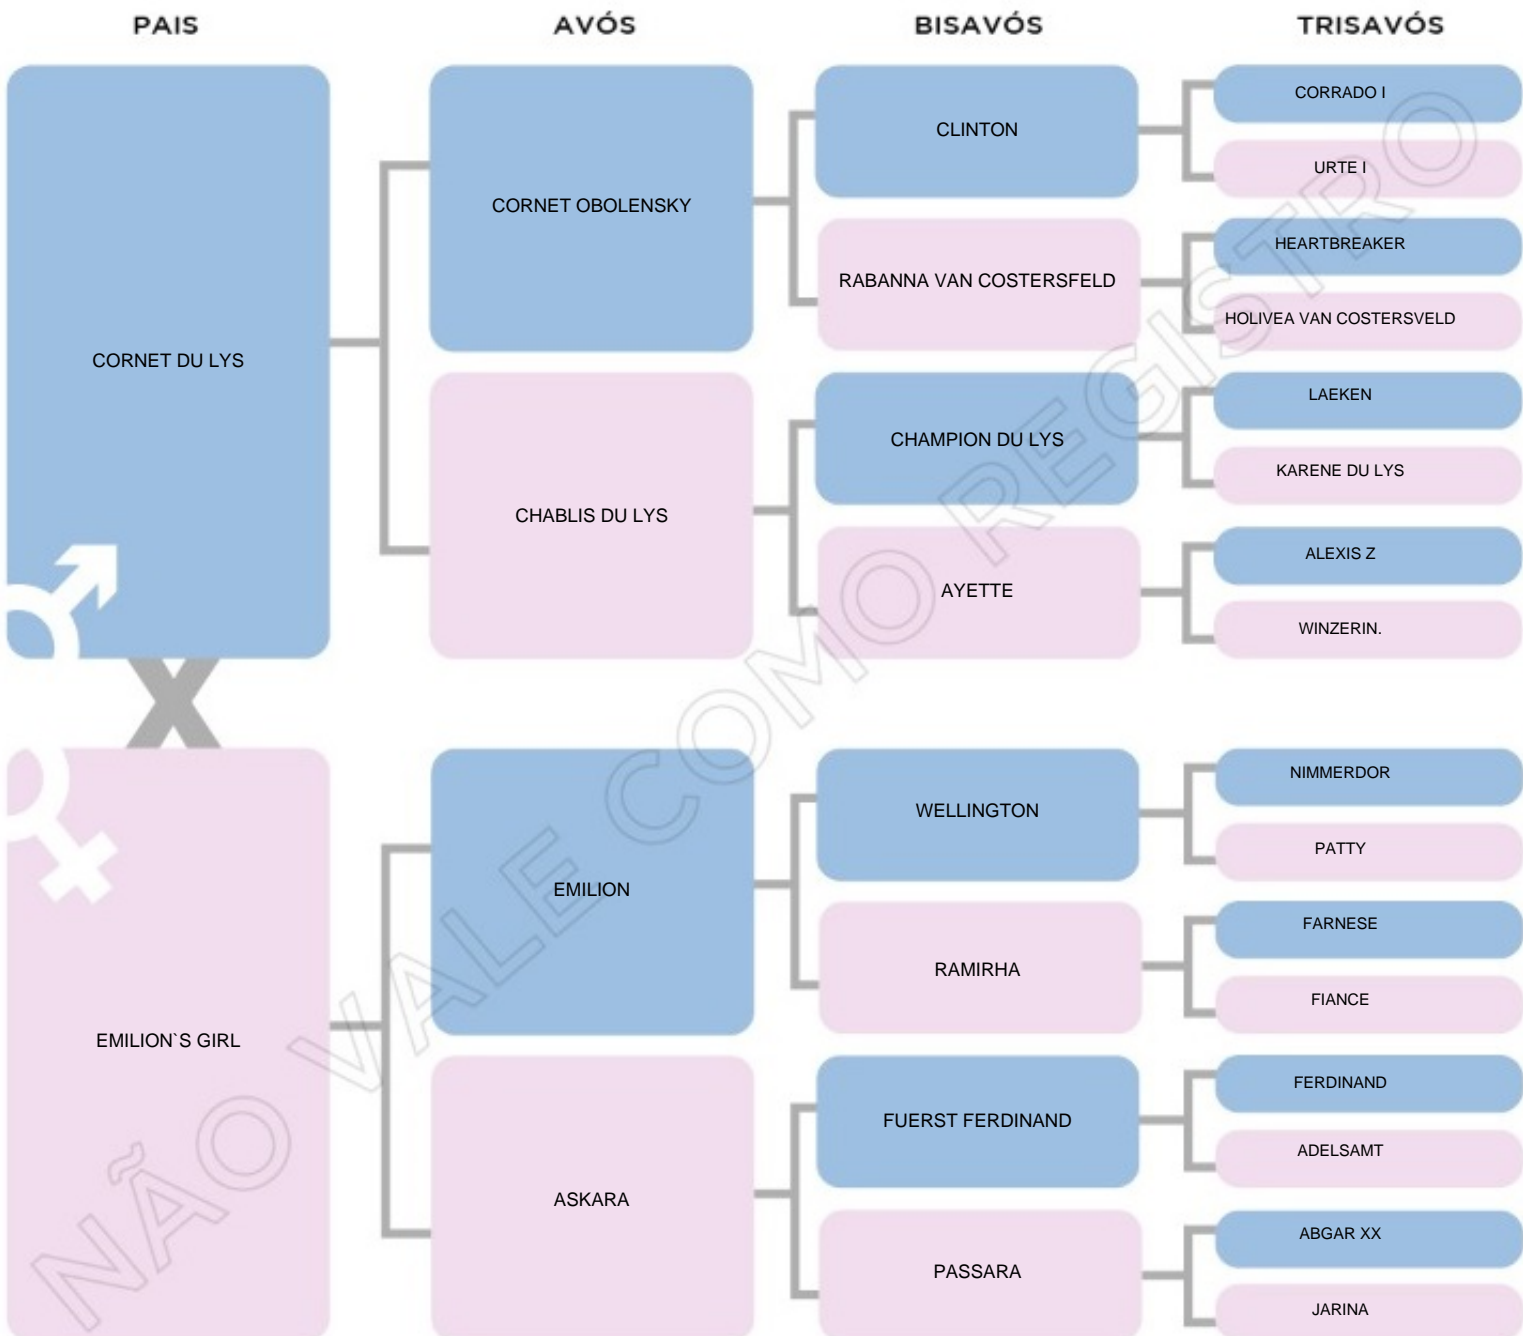 PAIS
AVÓS
BISAVÓS
TRISAVÓS
CORNET DU LYS
CORNET OBOLENSKY
CLINTON
CORRADO I
URTE I
RABANNA VAN COSTERSFELD
HEARTBREAKER
HOLIVEA VAN COSTERSVELD
CHABLIS DU LYS
CHAMPION DU LYS
LAEKEN
KARENE DU LYS
AYETTE
ALEXIS Z
WINZERIN.
X
EMILION`S GIRL
EMILION
WELLINGTON
NIMMERDOR
PATTY
RAMIRHA
FARNESE
FIANCE
ASKARA
FUERST FERDINAND
FERDINAND
ADELSAMT
PASSARA
ABGAR XX
JARINA
NÃO VALE COMO REGISTRO